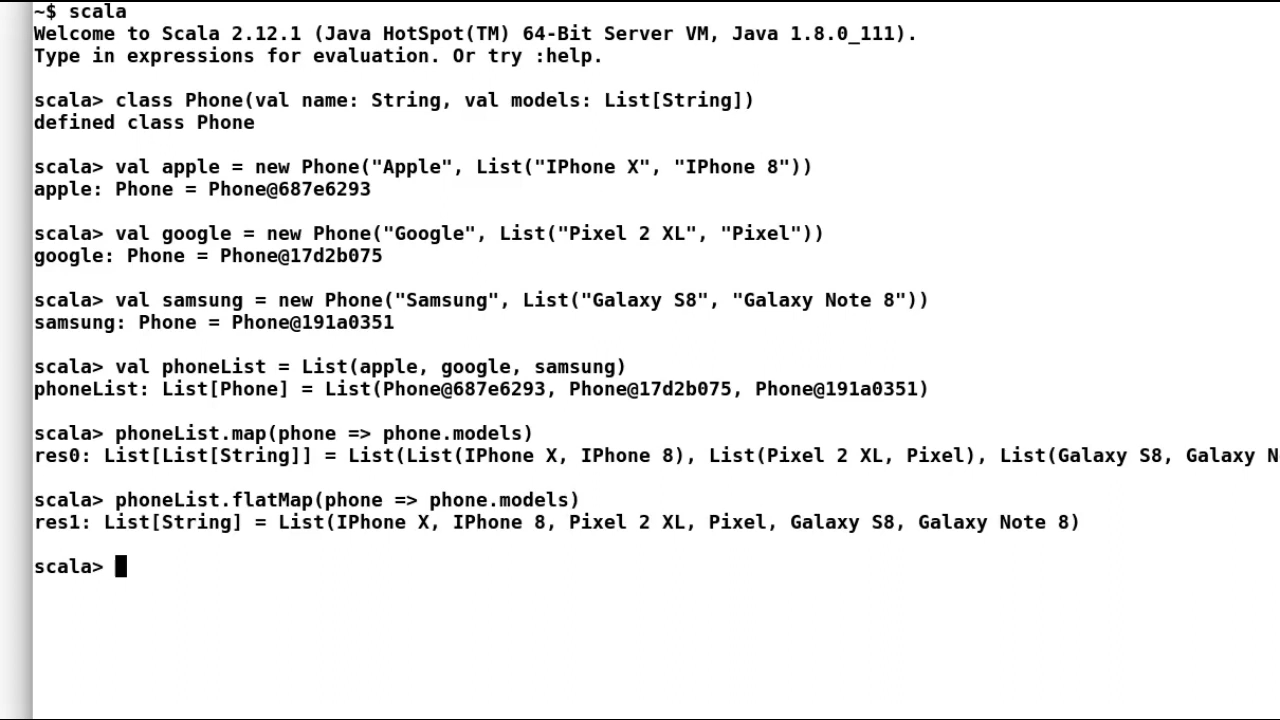 ~$ scala
Welcome to Scala 2.12.1 (Java HotSpot(TM) 64-Bit Server VM, Java 1.8.0_111).
Type in expressions for evaluation. Or try :help.
scala> class Phone(val name: String, val models: List[String])
defined class Phone
scala> val apple = new Phone("Apple", List("IPhone X", "IPhone 8"))
apple: Phone = Phone@687e6293
scala> val google = new Phone("Google", List("Pixel 2 XL", "Pixel"))
google: Phone = Phone@17d2b075
scala> val samsung = new Phone("Samsung", List("Galaxy S8", "Galaxy Note 8"))
samsung: Phone = Phone@191a0351
scala> val phoneList = List(apple, google, samsung)
phoneList: List[Phone] = List(Phone@687e6293, Phone@17d2b075, Phone@191a0351)
scala> phoneList.map(phone => phone.models)
res0: List[List[String]] = List(List(IPhone X, IPhone 8), List(Pixel 2 XL, Pixel), List(Galaxy S8, Galaxy N
scala> phoneList.flatMap(phone => phone.models)
res1: List[String] = List(IPhone X, IPhone 8, Pixel 2 XL, Pixel, Galaxy S8, Galaxy Note 8)
scala>